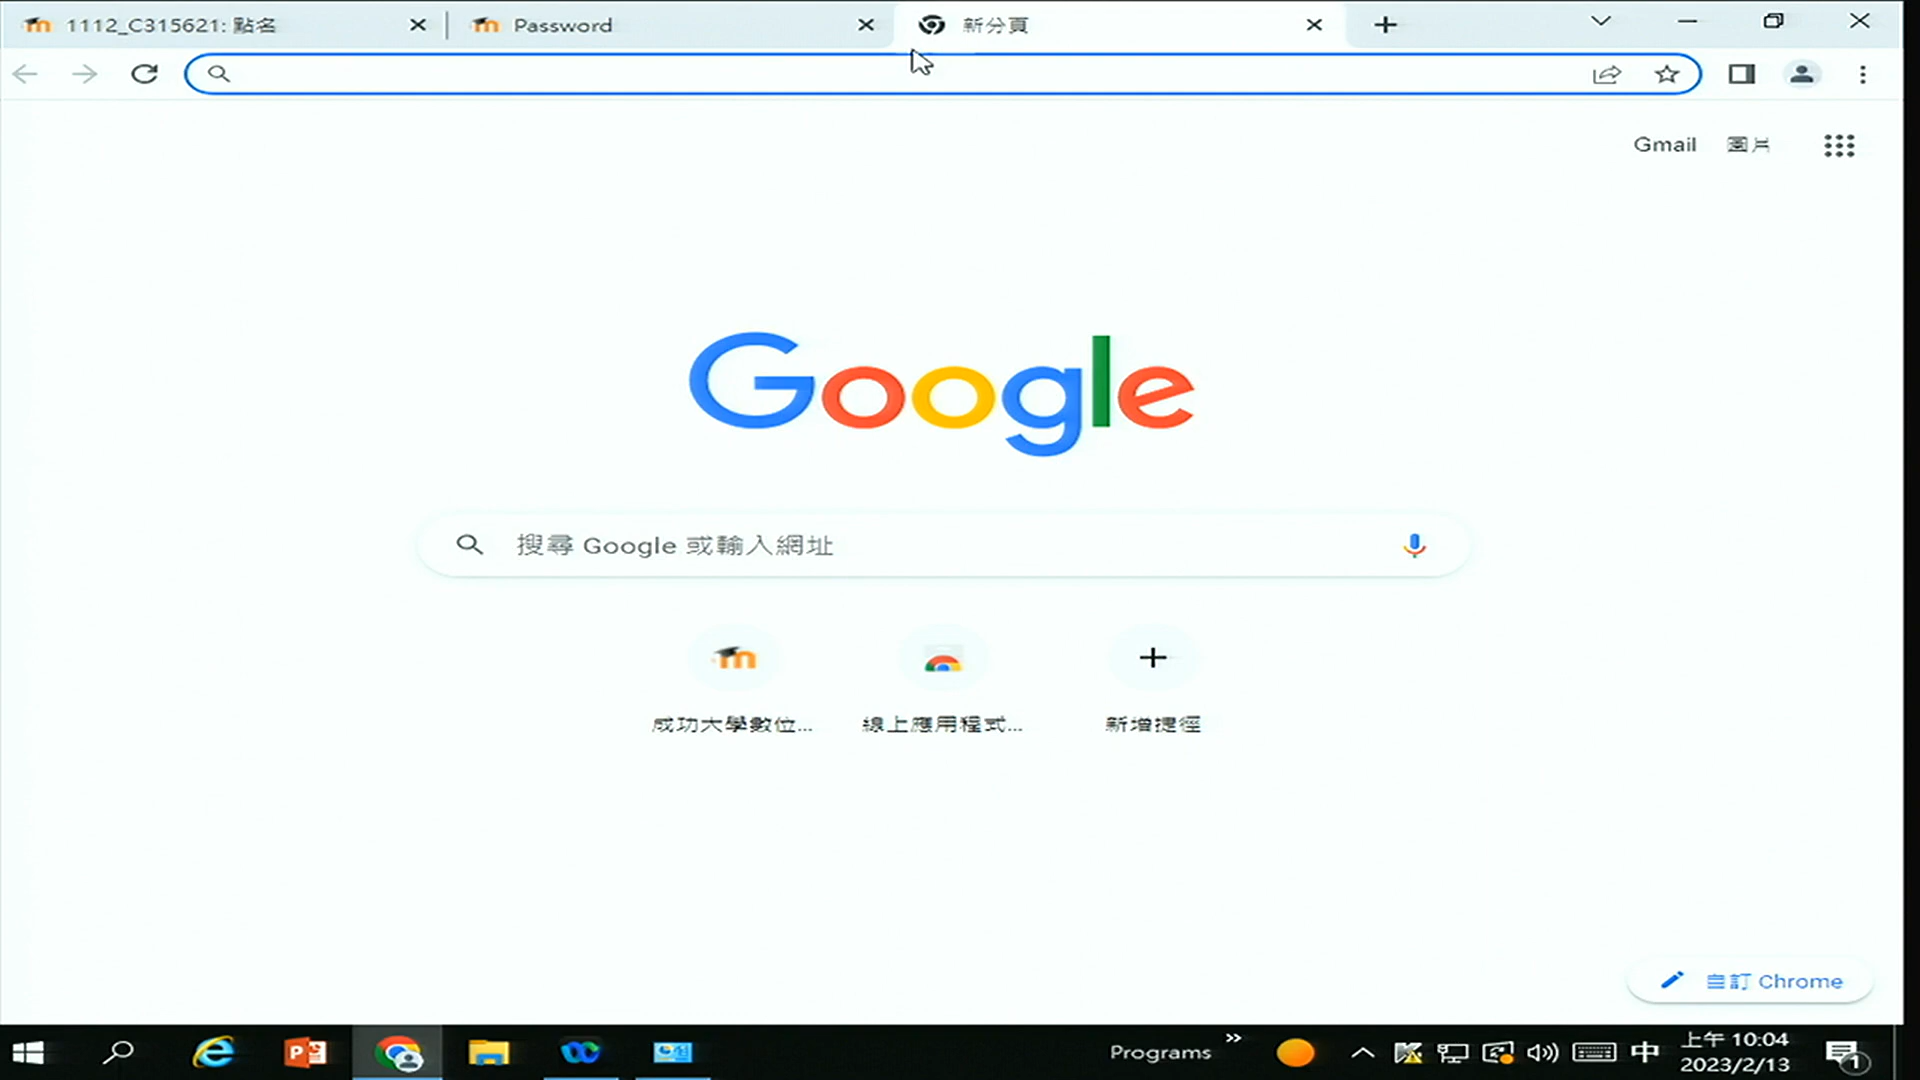 1112_C315621: 點名
Password
新分頁
Gmail 圖片
Google
搜尋 Google 或輸入網址
成功大學數位...
線上應用程式...
新增捷徑
自訂 Chrome
Programs
中
上午 10:04
2023/2/13
1